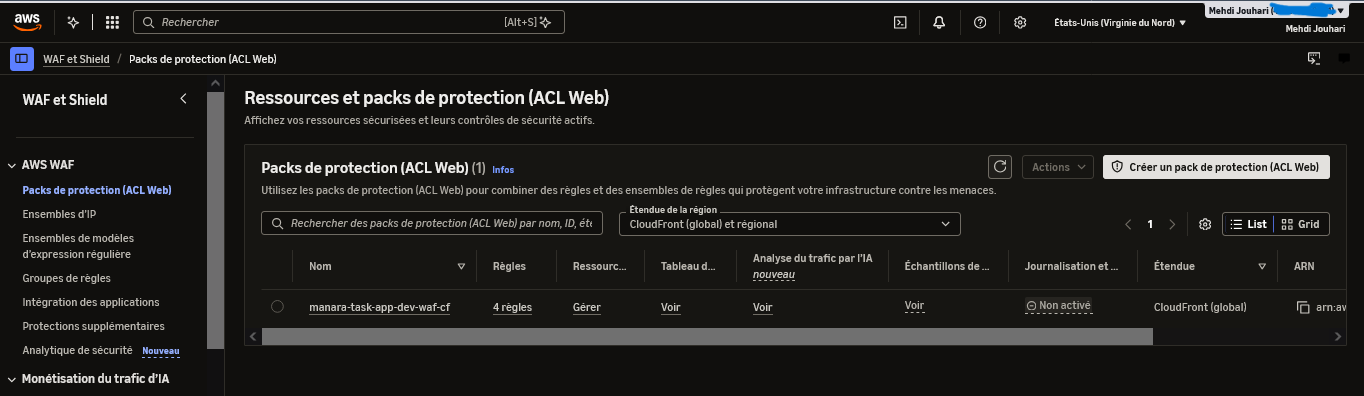 aws
Rechercher
[Alt+S]
États-Unis (Virginie du Nord)
Mehdi Jouhari (
Mehdi Jouhari
WAF et Shield / Packs de protection (ACL Web)
WAF et Shield
AWS WAF
Packs de protection (ACL Web)
Ensembles d'IP
Ensembles de modèles
d'expression régulière
Groupes de règles
Intégration des applications
Protections supplémentaires
Analytique de sécurité Nouveau
Monétisation du trafic d'IA
Ressources et packs de protection (ACL Web)
Affichez vos ressources sécurisées et leurs contrôles de sécurité actifs.
Packs de protection (ACL Web) (1) Infos
Actions
Créer un pack de protection (ACL Web)
Utilisez les packs de protection (ACL Web) pour combiner des règles et des ensembles de règles qui protègent votre infrastructure contre les menaces.
Rechercher des packs de protection (ACL Web) par nom, ID, éte
Étendue de la région
CloudFront (global) et régional
1
List
Grid
Nom
Règles
Ressourc...
Tableau d...
Analyse du trafic par l'IA
nouveau
Échantillons de ...
Journalisation et ...
Étendue
ARN
manara-task-app-dev-waf-cf
4 règles
Gérer
Voir
Voir
Voir
Non activé
CloudFront (global)
arn:aw